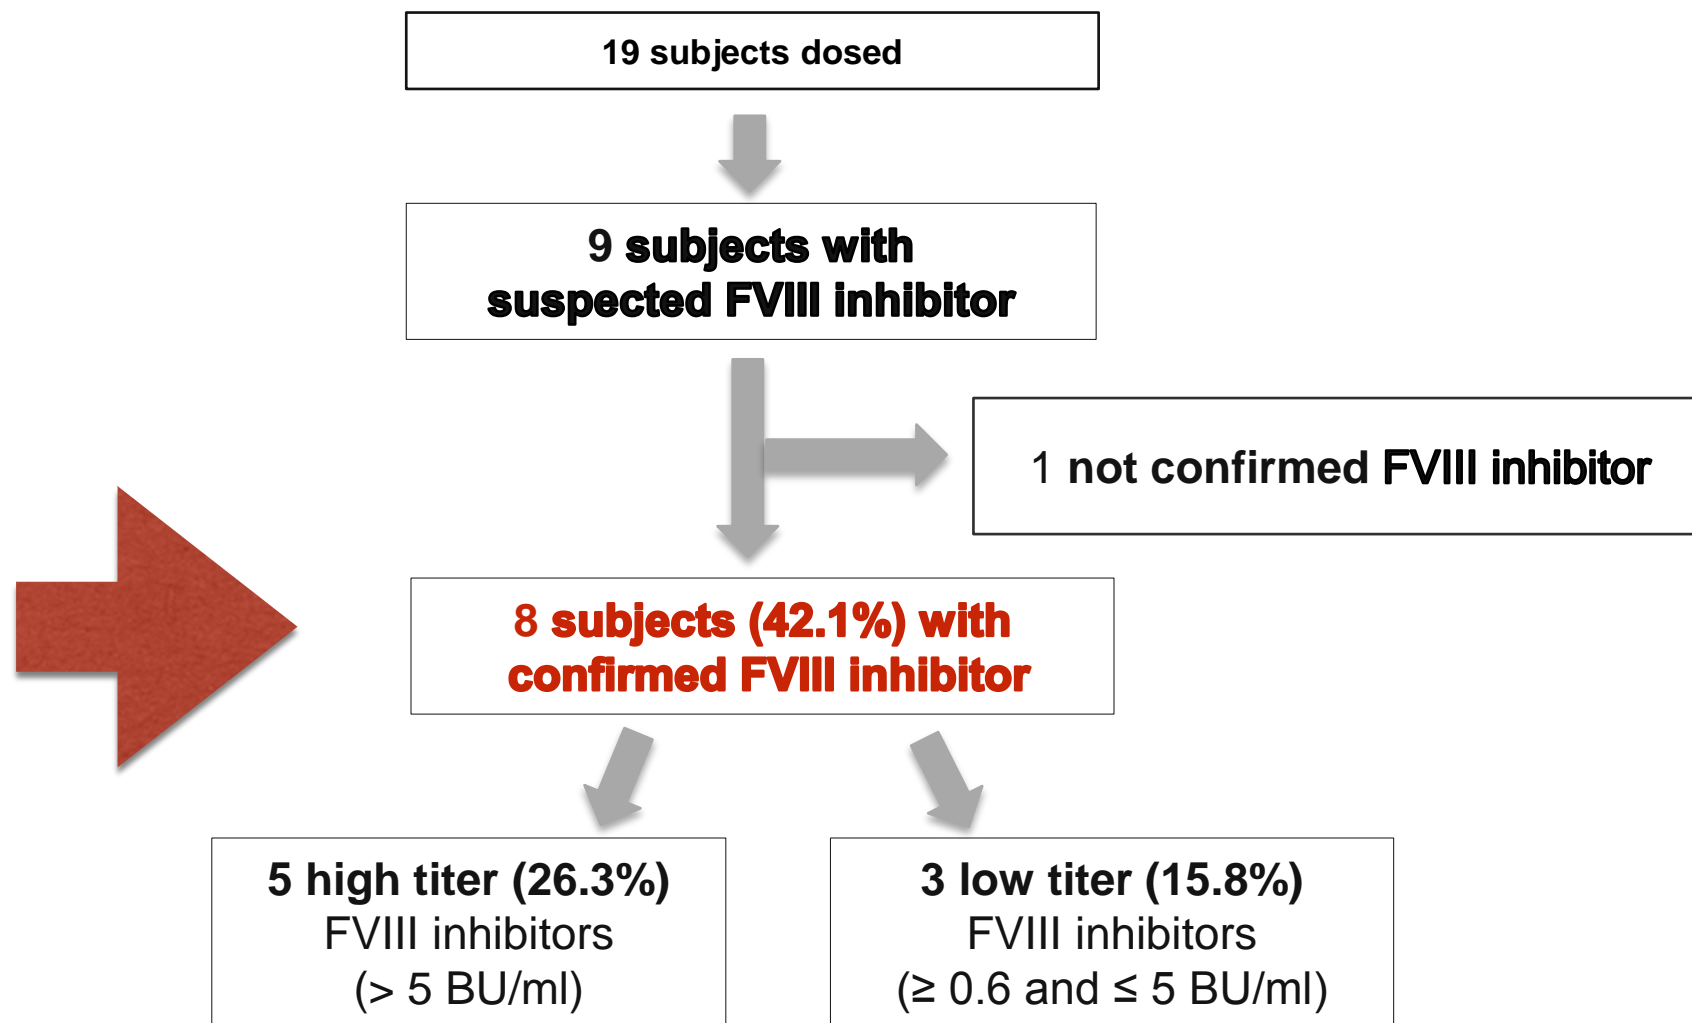 19 subjects dosed
9 subjects with
suspected FVIII inhibitor
1 not confirmed FVIII inhibitor
8 subjects (42.1%) with
confirmed FVIII inhibitor
5 high titer (26.3%)
FVIII inhibitors
(> 5 BU/ml)
3 low titer (15.8%)
FVIII inhibitors
(≥ 0.6 and ≤ 5 BU/ml)